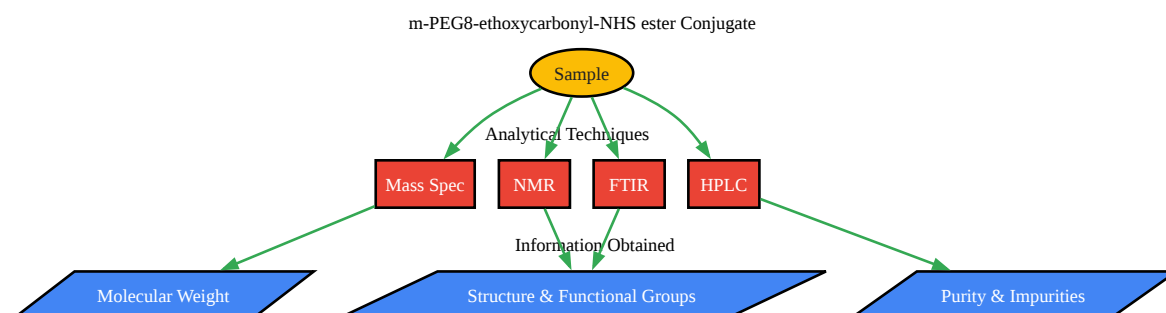 m-PEG8-ethoxycarbonyl-NHS ester Conjugate
Sample
Analytical Techniques
Mass Spec
NMR
FTIR
HPLC
Information Obtained
Molecular Weight
Structure & Functional Groups
Purity & Impurities